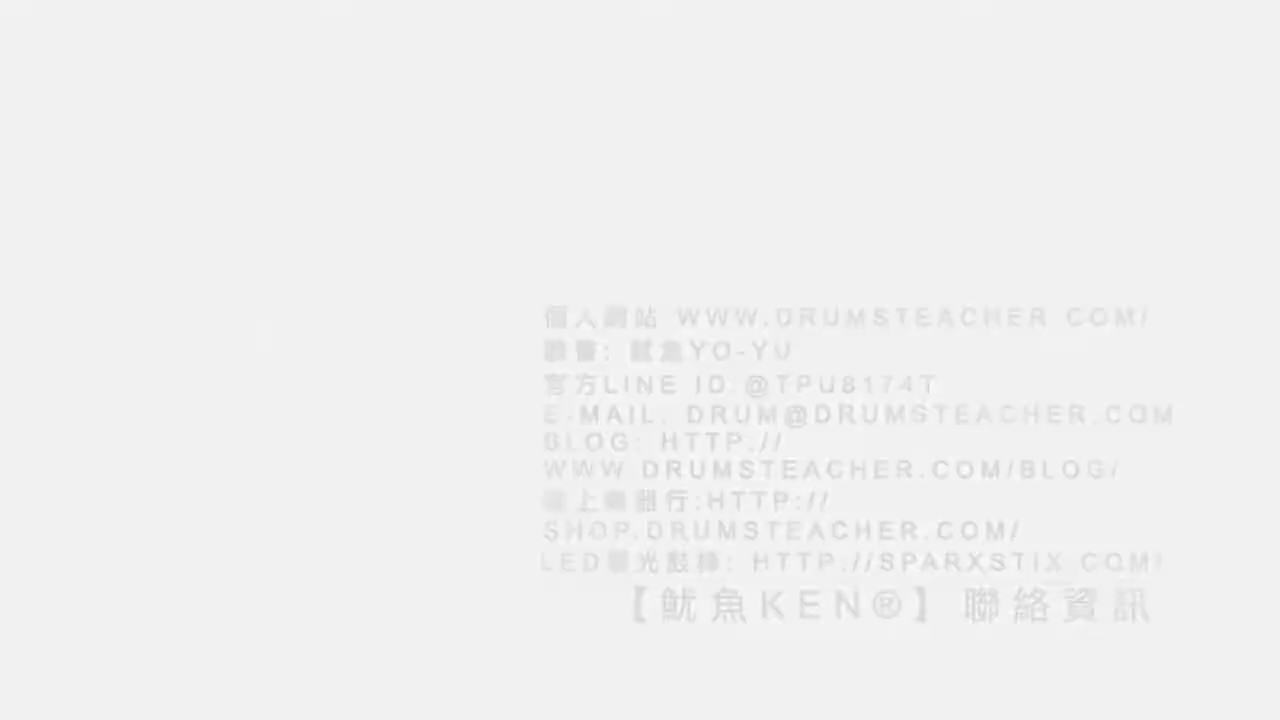 個人網站 WWW.DRUMSTEACHER.COM/
臉書: 魷魚YO-YU
官方LINE ID:@TPU8174T
E-MAIL: DRUM@DRUMSTEACHER.COM
BLOG: HTTP://
WWW.DRUMSTEACHER.COM/BLOG/
線上樂器行:HTTP://
SHOP.DRUMSTEACHER.COM/
LED發光鼓棒: HTTP://SPARXSTIX.COM/
【魷魚KEN®】聯絡資訊